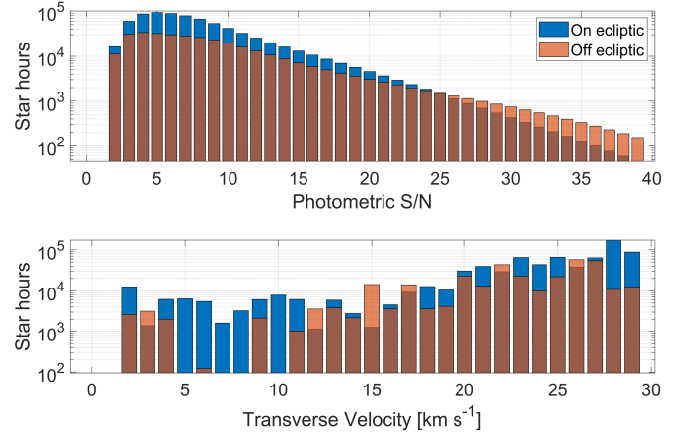 10^5
10^4
10^3
10^2
Star hours
On ecliptic
Off ecliptic
0 5 10 15 20 25 30 35 40
Photometric S/N
10^5
10^4
10^3
10^2
Star hours
0 5 10 15 20 25 30
Transverse Velocity [km s^-1]